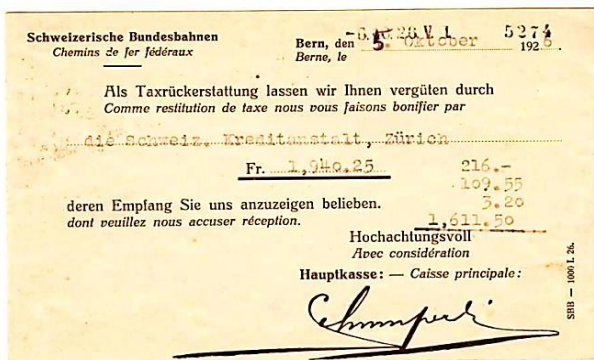 Schweizerische Bundesbahnen
Chemins de fer fédéraux
5274
Bern, den 5. Oktober 1926.
Berne, le
Als Taxrückerstattung lassen wir Ihnen vergüten durch
Comme restitution de taxe nous vous faisons bonifier par
die Schweiz. Kreditanstalt, Zürich
Fr. 1,940.25
216.-
109.55
3.20
1,611.50
deren Empfang Sie uns anzuzeigen belieben.
dont veuillez nous accuser réception.
Hochachtungsvoll
Avec considération
Hauptkasse: — Caisse principale:
SBB — 1000 I. 26.